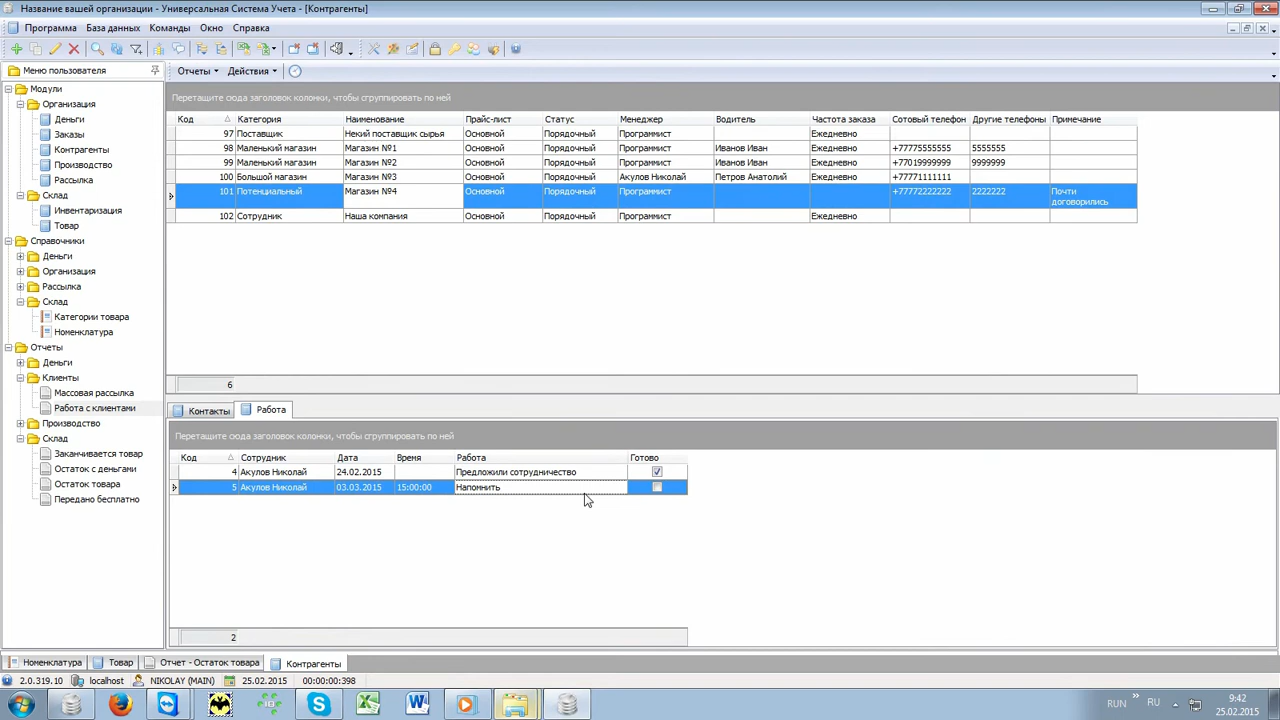 Название вашей организации - Универсальная Система Учета - [Контрагенты]
Программа База данных Команды Окно Справка
Меню пользователя
Отчеты Действия
Модули
Организация
Деньги
Заказы
Контрагенты
Производство
Рассылка
Склад
Инвентаризация
Товар
Справочники
Деньги
Организация
Рассылка
Склад
Категории товара
Номенклатура
Отчеты
Деньги
Клиенты
Массовая рассылка
Работа с клиентами
Производство
Склад
Заканчивается товар
Остаток с деньгами
Остаток товара
Передано бесплатно
Перетащите сюда заголовок колонки, чтобы сгруппировать по ней
Код Категория Наименование Прайс-лист Статус Менеджер Водитель Частота заказа Сотовый телефон Другие телефоны Примечание
97 Поставщик Некий поставщик сырья Основной Порядочный Программист Ежедневно
98 Маленький магазин Магазин №1 Основной Порядочный Программист Иванов Иван Ежедневно +77775555555 5555555
99 Маленький магазин Магазин №2 Основной Порядочный Программист Иванов Иван Ежедневно +77019999999 9999999
100 Большой магазин Магазин №3 Основной Порядочный Акулов Николай Петров Анатолий Ежедневно +77771111111
101 Потенциальный Магазин №4 Основной Порядочный Программист +77772222222 2222222 Почти
договорились
102 Сотрудник Наша компания Основной Порядочный Программист Ежедневно
6
Контакты Работа
Перетащите сюда заголовок колонки, чтобы сгруппировать по ней
Код Сотрудник Дата Время Работа Готово
4 Акулов Николай 24.02.2015 Предложили сотрудничество
5 Акулов Николай 03.03.2015 15:00:00 Напомнить
2
Номенклатура Товар Отчет - Остаток товара Контрагенты
2.0.319.10 localhost NIKOLAY (MAIN) 25.02.2015 00:00:00:398
RUN RU 9:42
25.02.2015